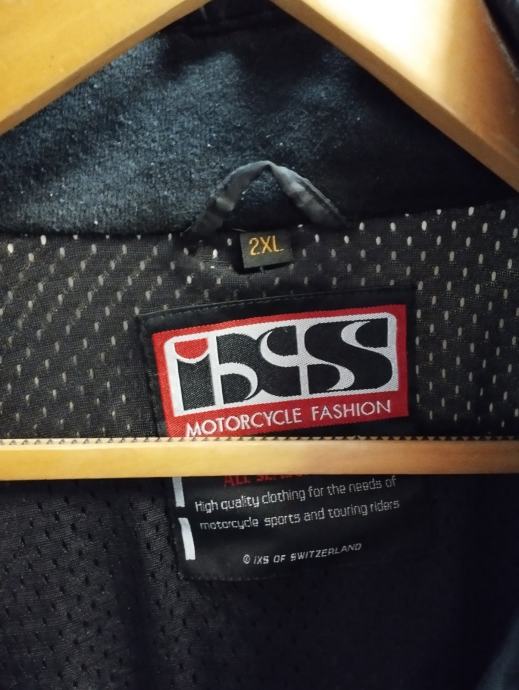 2XL
iXS
MOTORCYCLE FASHION
ALL
High quality clothing for the needs of
motorcycle sports and touring riders
© iXS OF SWITZERLAND